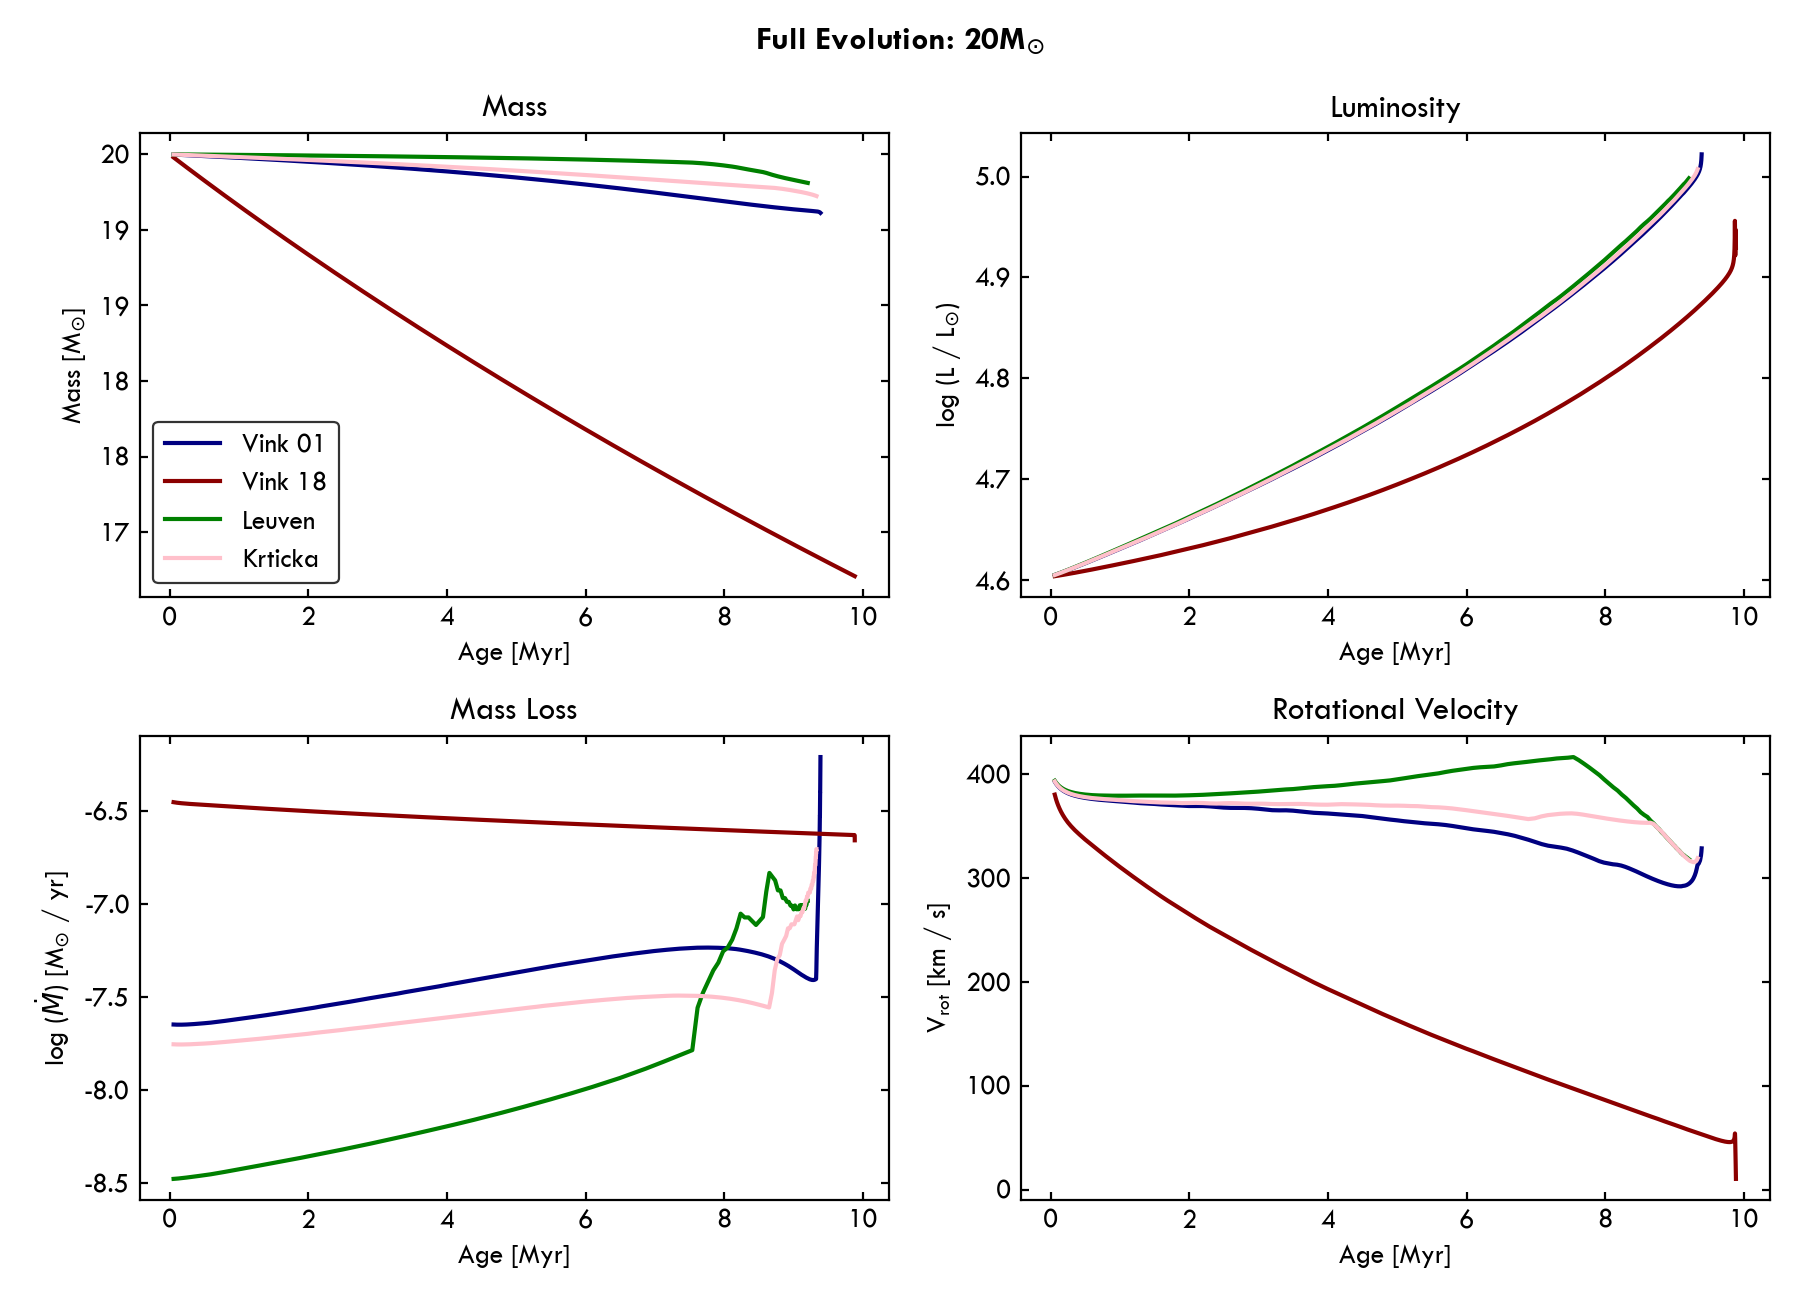 Full Evolution: 20M⊙
Mass
Mass [M⊙]
20
19
19
18
18
17
Vink 01
Vink 18
Leuven
Krticka
0 2 4 6 8 10
Age [Myr]
Luminosity
log (L / L⊙)
5.0
4.9
4.8
4.7
4.6
0 2 4 6 8 10
Age [Myr]
Mass Loss
log (Ṁ) [M⊙ / yr]
-6.5
-7.0
-7.5
-8.0
-8.5
0 2 4 6 8 10
Age [Myr]
Rotational Velocity
Vrot [km / s]
400
300
200
100
0
0 2 4 6 8 10
Age [Myr]